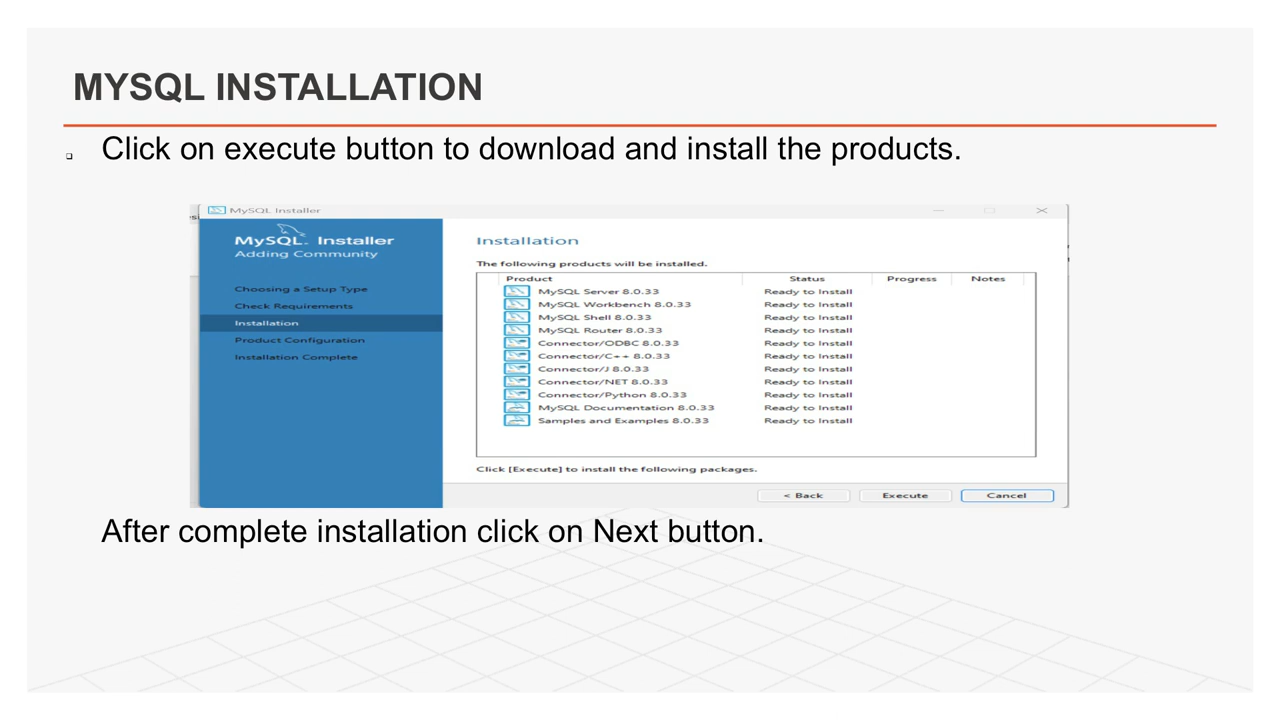 MYSQL INSTALLATION
Click on execute button to download and install the products.
MySQL Installer
MySQL. Installer
Adding Community
Choosing a Setup Type
Check Requirements
Installation
Product Configuration
Installation Complete
Installation
The following products will be installed.
Product Status Progress Notes
MySQL Server 8.0.33 Ready to Install
MySQL Workbench 8.0.33 Ready to Install
MySQL Shell 8.0.33 Ready to Install
MySQL Router 8.0.33 Ready to Install
Connector/ODBC 8.0.33 Ready to Install
Connector/C++ 8.0.33 Ready to Install
Connector/J 8.0.33 Ready to Install
Connector/NET 8.0.33 Ready to Install
Connector/Python 8.0.33 Ready to Install
MySQL Documentation 8.0.33 Ready to Install
Samples and Examples 8.0.33 Ready to Install
Click [Execute] to install the following packages.
< Back Execute Cancel
After complete installation click on Next button.